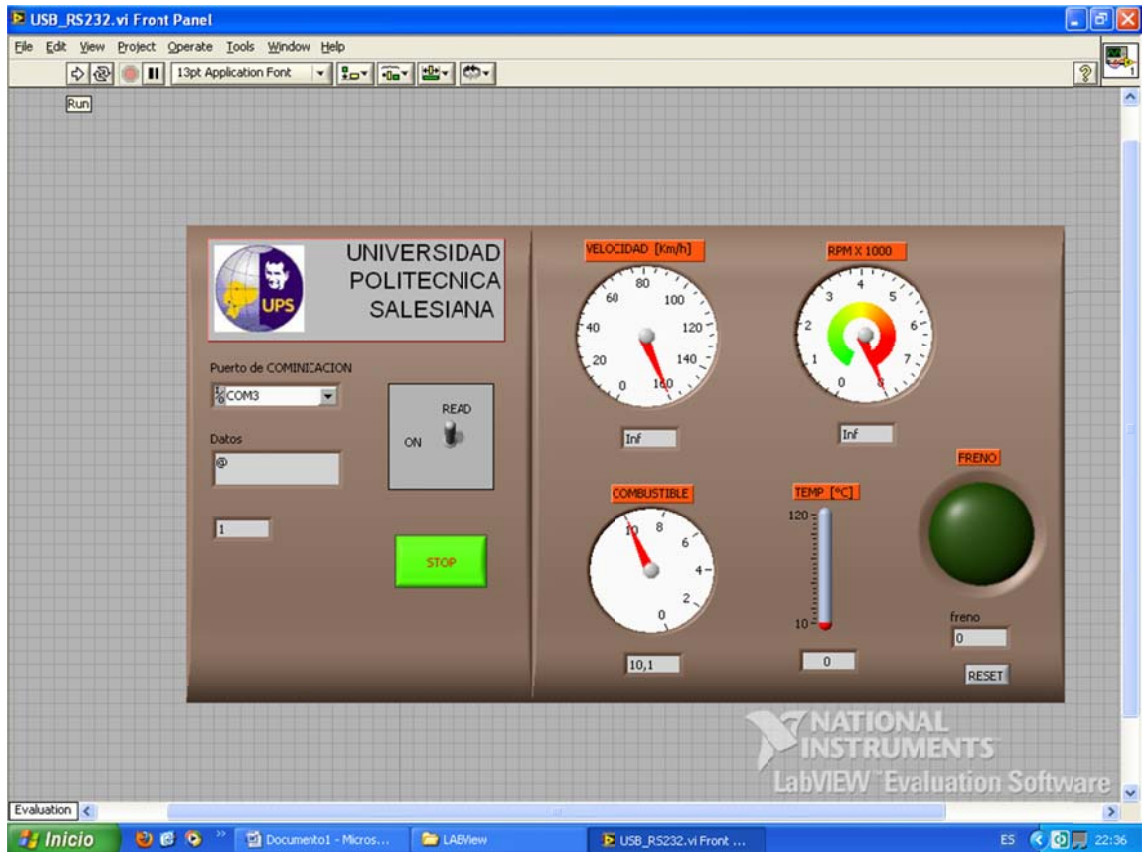 USB_RS232.vi Front Panel
File Edit View Project Operate Tools Window Help
13pt Application Font
1
Run
UNIVERSIDAD
POLITECNICA
SALESIANA
UPS
Puerto de COMINICACION
COM3
READ
ON
Datos
@
1
STOP
VELOCIDAD [Km/h]
0 20 40 60 80 100 120 140 160
Inf
RPM X 1000
0 1 2 3 4 5 6 7 8
Inf
COMBUSTIBLE
10 8 6 4 2 0
10,1
TEMP [ºC]
120
10
0
FRENO
freno
0
RESET
NATIONAL
INSTRUMENTS
LabVIEW™ Evaluation Software
Evaluation
Inicio
Documento1 - Micros...
LABView
USB_RS232.vi Front ...
ES
22:36